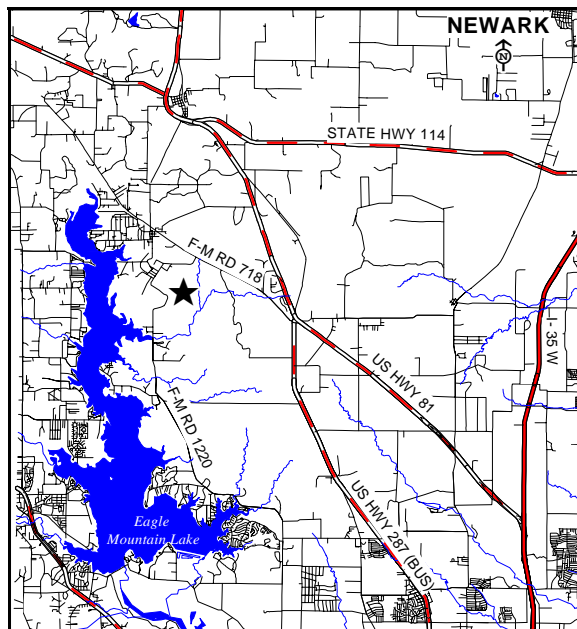 NEWARK
N
STATE HWY 114
F-M RD 718
I- 35 W
US HWY 81
F-M RD 1220
US HWY 287 (BUS)
Eagle
Mountain Lake